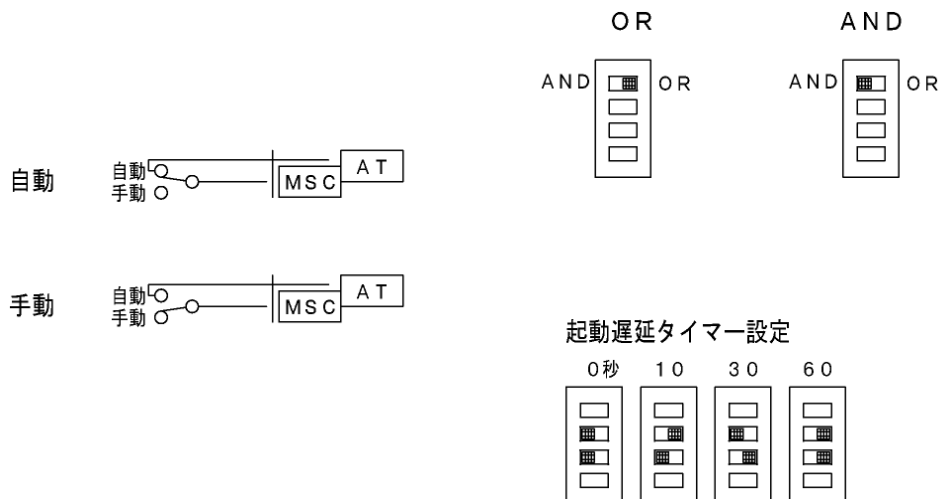 OR AND
AND OR AND OR
自動 自動 手動 MSC AT
手動 自動 手動 MSC AT
起動遅延タイマー設定
0秒 10 30 60